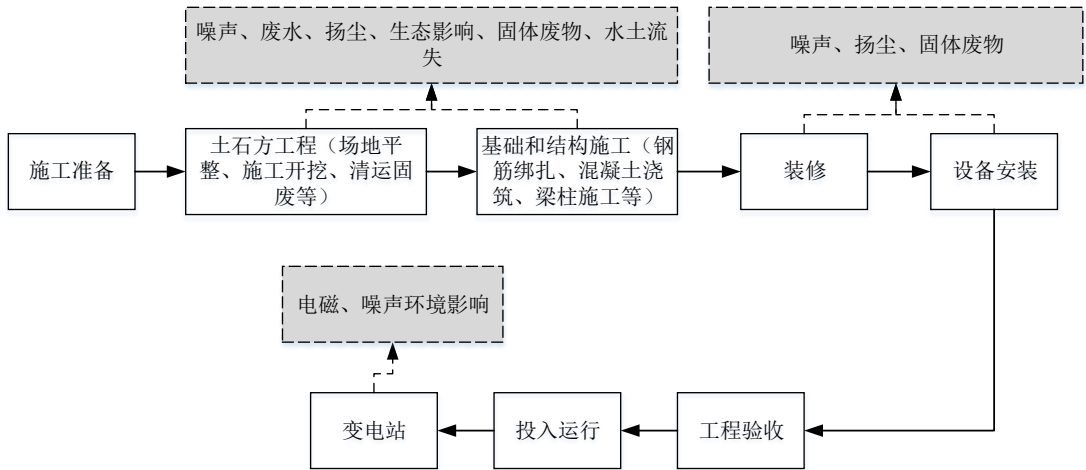 噪声、废水、扬尘、生态影响、固体废物、水土流
失
噪声、扬尘、固体废物
施工准备
土石方工程（场地平
整、施工开挖、清运固
废等）
基础和结构施工（钢
筋绑扎、混凝土浇
筑、梁柱施工等）
装修
设备安装
电磁、噪声环境影响
变电站
投入运行
工程验收